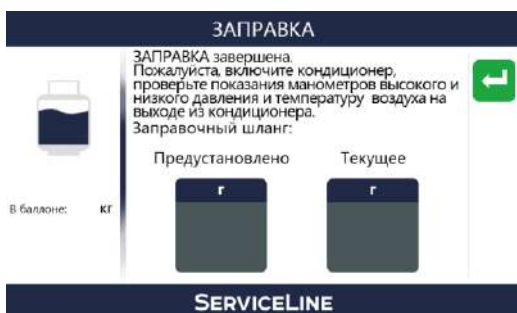 ЗАПРАВКА
ЗАПРАВКА завершена.
Пожалуйста, включите кондиционер,
проверьте показания манометров высокого и
низкого давления и температуру воздуха на
выходе из кондиционера.
Заправочный шланг:
Предустановлено Текущее
г г
В баллоне: кг
SERVICELINE